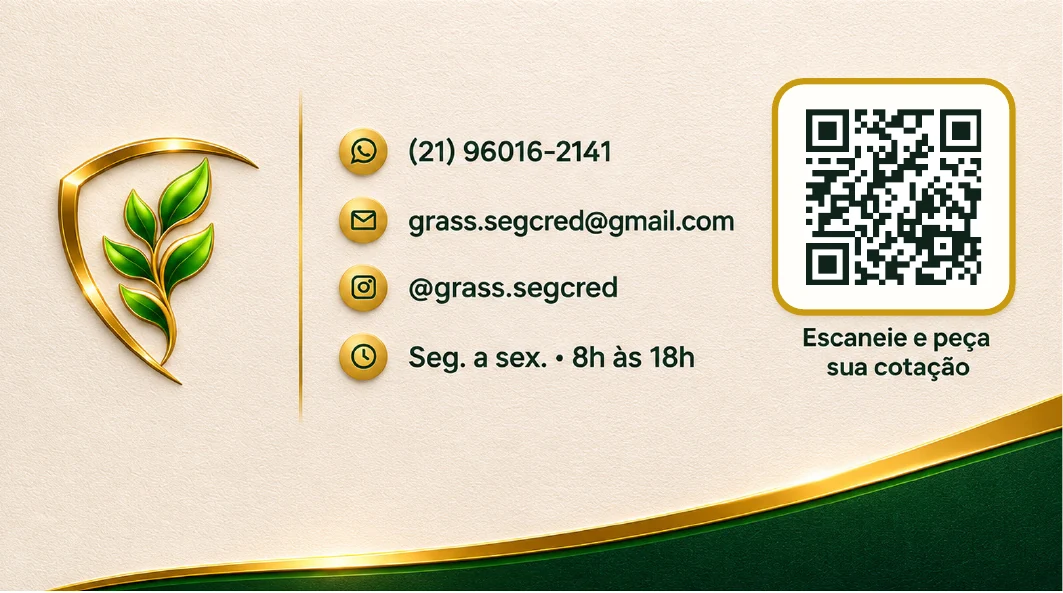 (21) 96016-2141
grass.segcred@gmail.com
@grass.segcred
Seg. a sex. • 8h às 18h
Escaneie e peça
sua cotação